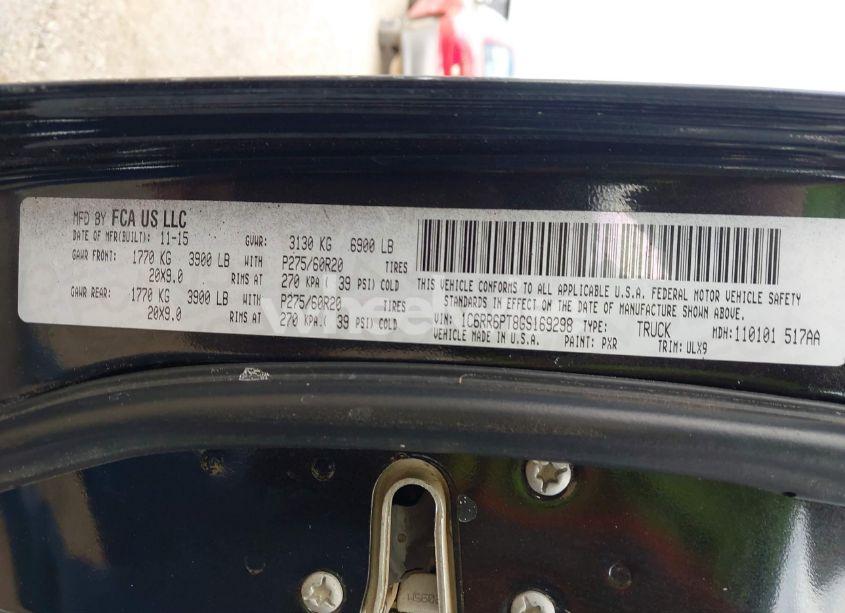 MFD BY FCA US LLC
DATE OF MFR(BUILT): 11-15 GVWR: 3130 KG 6900 LB
GAWR FRONT: 1770 KG 3900 LB WITH P275/60R20 TIRES
20X9.0 RIMS AT 270 KPA ( 39 PSI) COLD
GAWR REAR: 1770 KG 3900 LB WITH P275/60R20 TIRES
20X9.0 RIMS AT 270 KPA ( 39 PSI) COLD
THIS VEHICLE CONFORMS TO ALL APPLICABLE U.S.A. FEDERAL MOTOR VEHICLE SAFETY
STANDARDS IN EFFECT ON THE DATE OF MANUFACTURE SHOWN ABOVE.
VIN: 1C6RR6PT8GS169298 TYPE: TRUCK MDH: 110101 517AA
VEHICLE MADE IN U.S.A. PAINT: PXR TRIM: ULX9